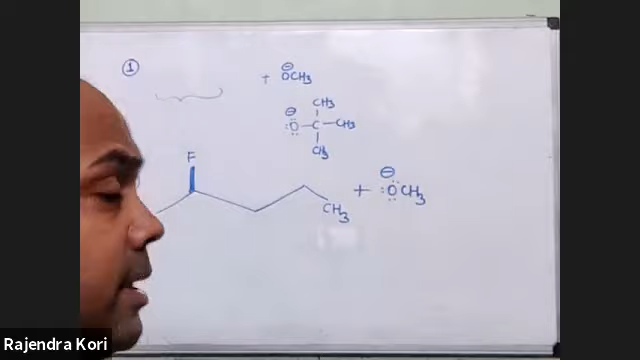 ①
+ ⊖OCH3
CH3
⊖ :Ö–C–CH3
CH3
F
CH3 + ⊖:ÖCH3
Rajendra Kori